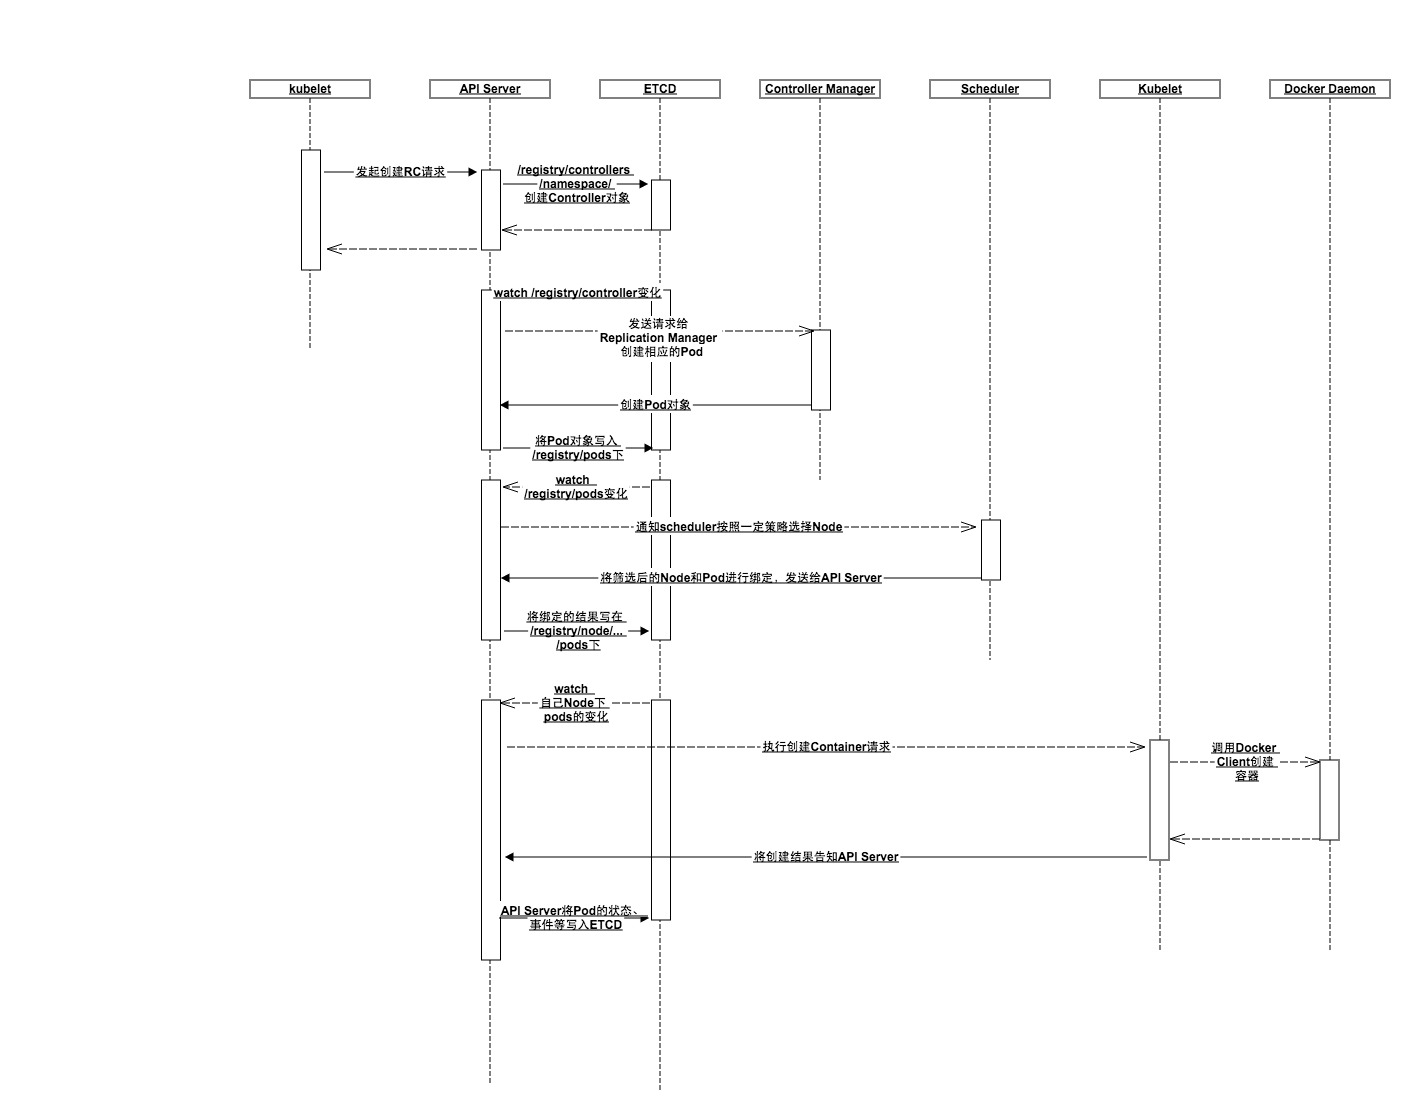 kubelet
API Server
ETCD
Controller Manager
Scheduler
Kubelet
Docker Daemon
发起创建RC请求
/registry/controllers
/namespace/
创建Controller对象
watch /registry/controller变化
发送请求给
Replication Manager
创建相应的Pod
创建Pod对象
将Pod对象写入
/registry/pods下
watch
/registry/pods变化
通知scheduler按照一定策略选择Node
将筛选后的Node和Pod进行绑定，发送给API Server
将绑定的结果写在
/registry/node/...
/pods下
watch
自己Node下
pods的变化
执行创建Container请求
调用Docker
Client创建
容器
将创建结果告知API Server
API Server将Pod的状态、
事件等写入ETCD